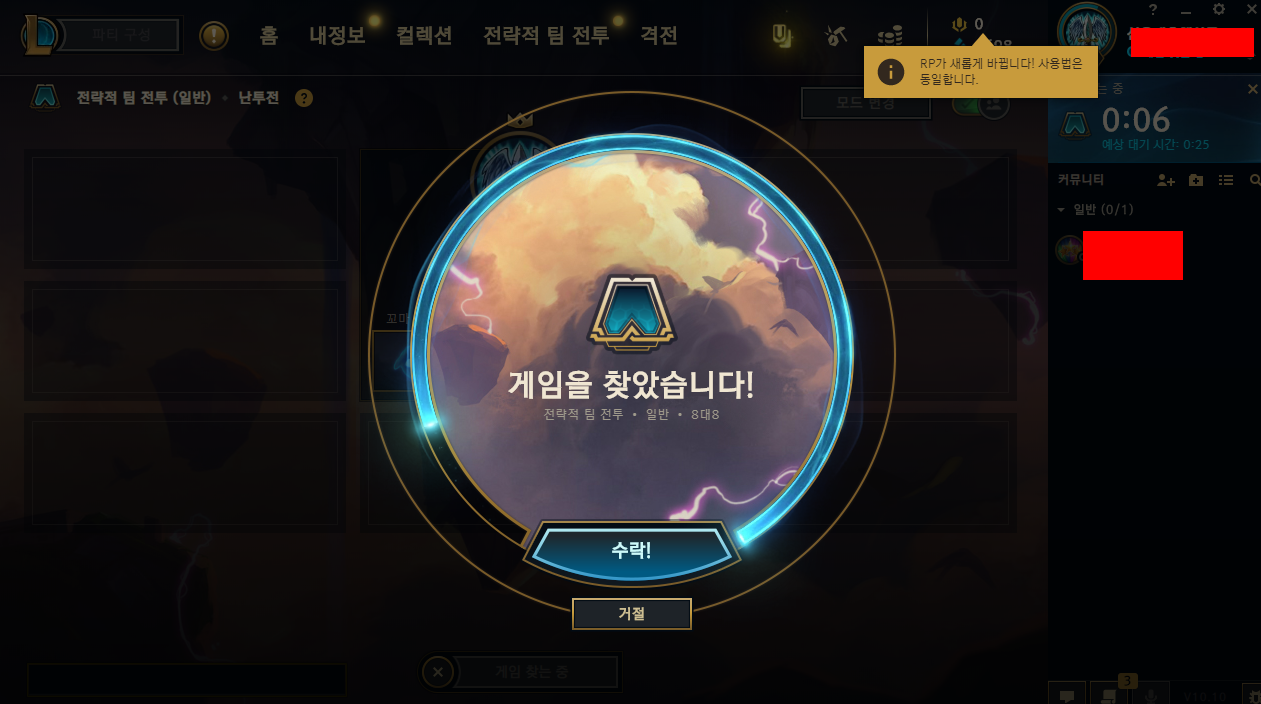 파티 구성
홈
내정보
컬렉션
전략적 팀 전투
격전
0
RP가 새롭게 바뀝니다! 사용법은
동일합니다.
전략적 팀 전투 (일반) • 난투전
모드 변경
는 중
0:06
예상 대기 시간: 0:25
커뮤니티
일반 (0/1)
게임을 찾았습니다!
전략적 팀 전투 • 일반 • 8대8
수락!
거절
게임 찾는 중
3
V10.10